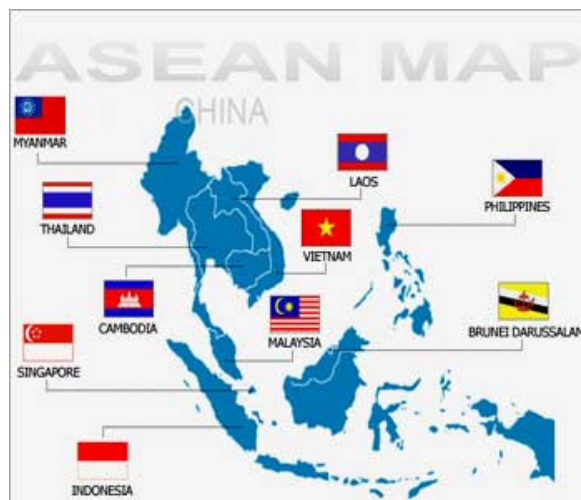 ASEAN MAP
CHINA
MYANMAR
LAOS
PHILIPPINES
THAILAND
VIETNAM
CAMBODIA
MALAYSIA
BRUNEI DARUSSALAM
SINGAPORE
INDONESIA